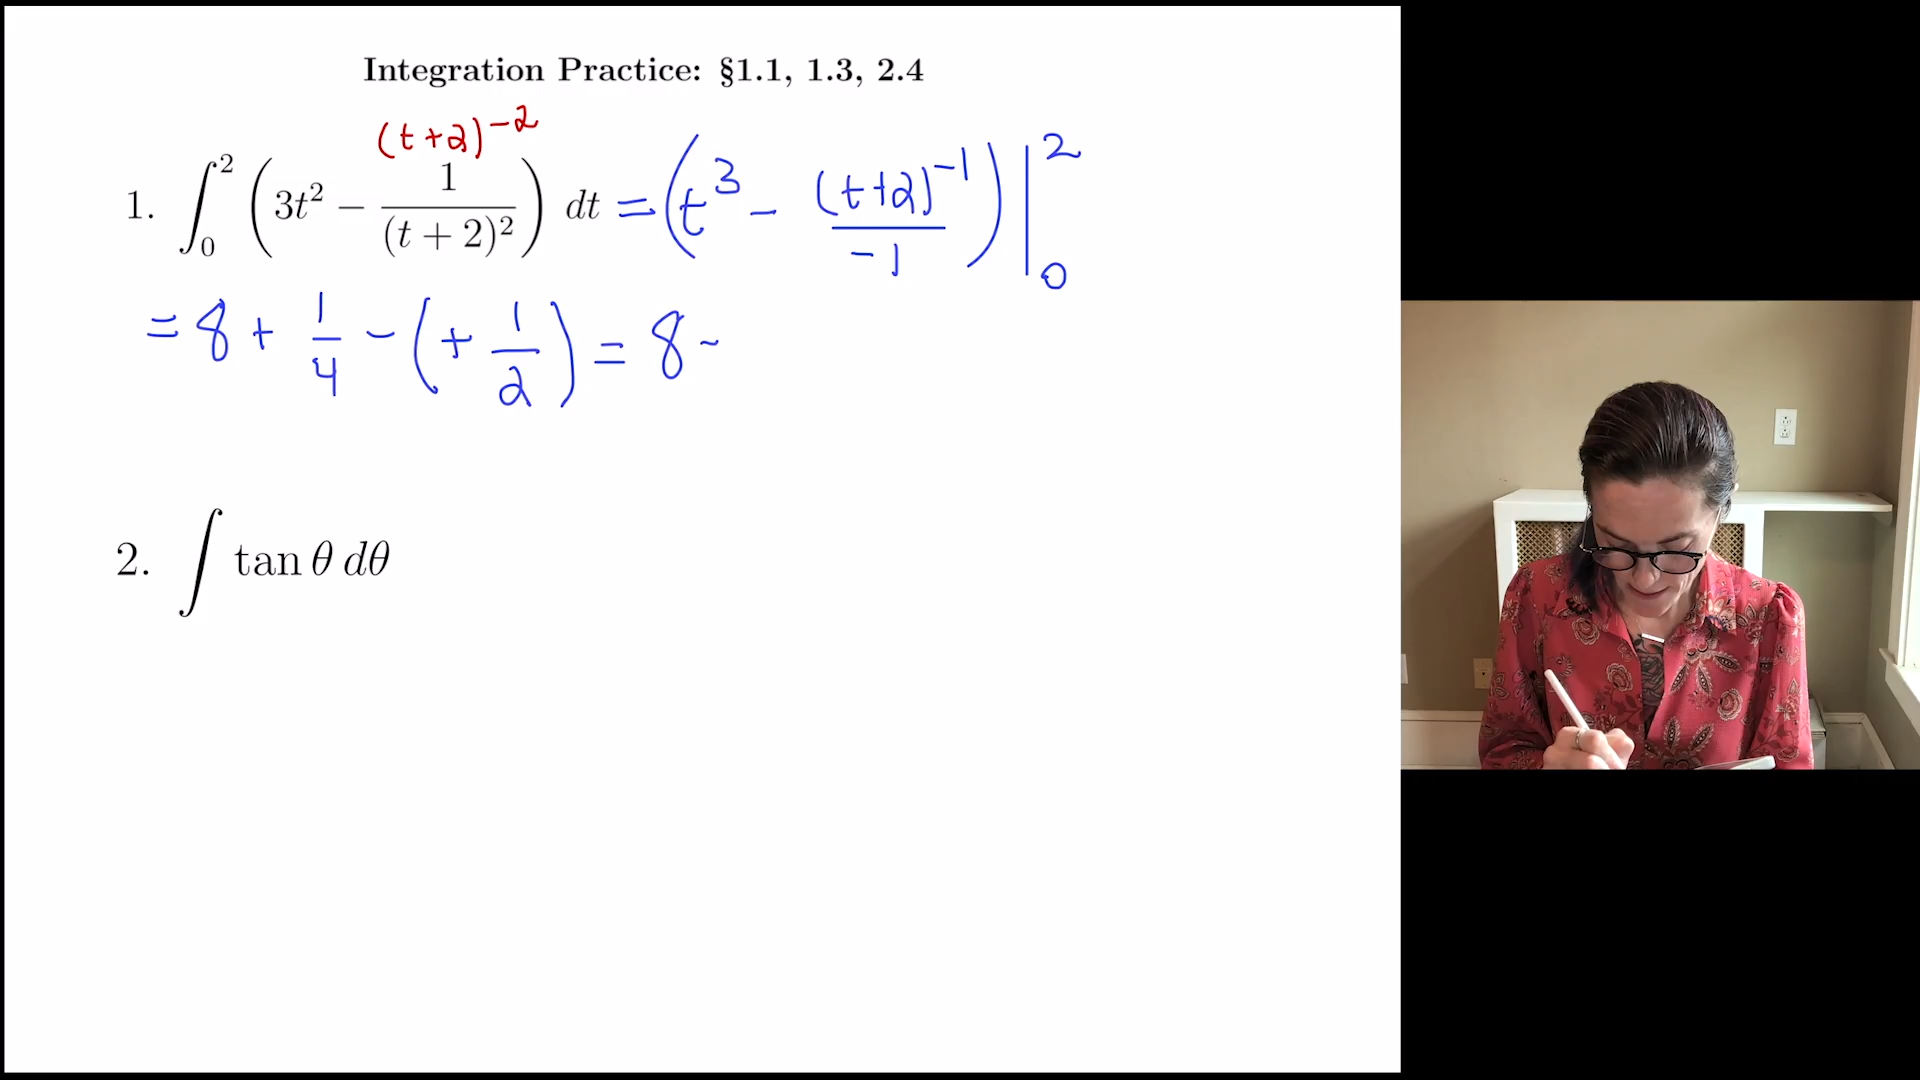 Integration Practice: §1.1, 1.3, 2.4
(t+2)^{-2}
1. ∫_0^2 (3t^2 − 1/(t + 2)^2) dt = (t^3 − (t+2)^{-1}/−1) |_0^2
= 8 + 1/4 − (+ 1/2) = 8 -
2. ∫ tan θ dθ